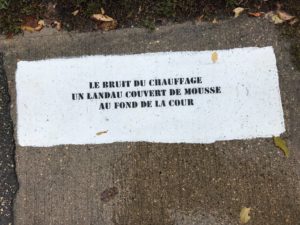 LE BRUIT DU CHAUFFAGE
UN LANDAU COUVERT DE MOUSSE
AU FOND DE LA COUR